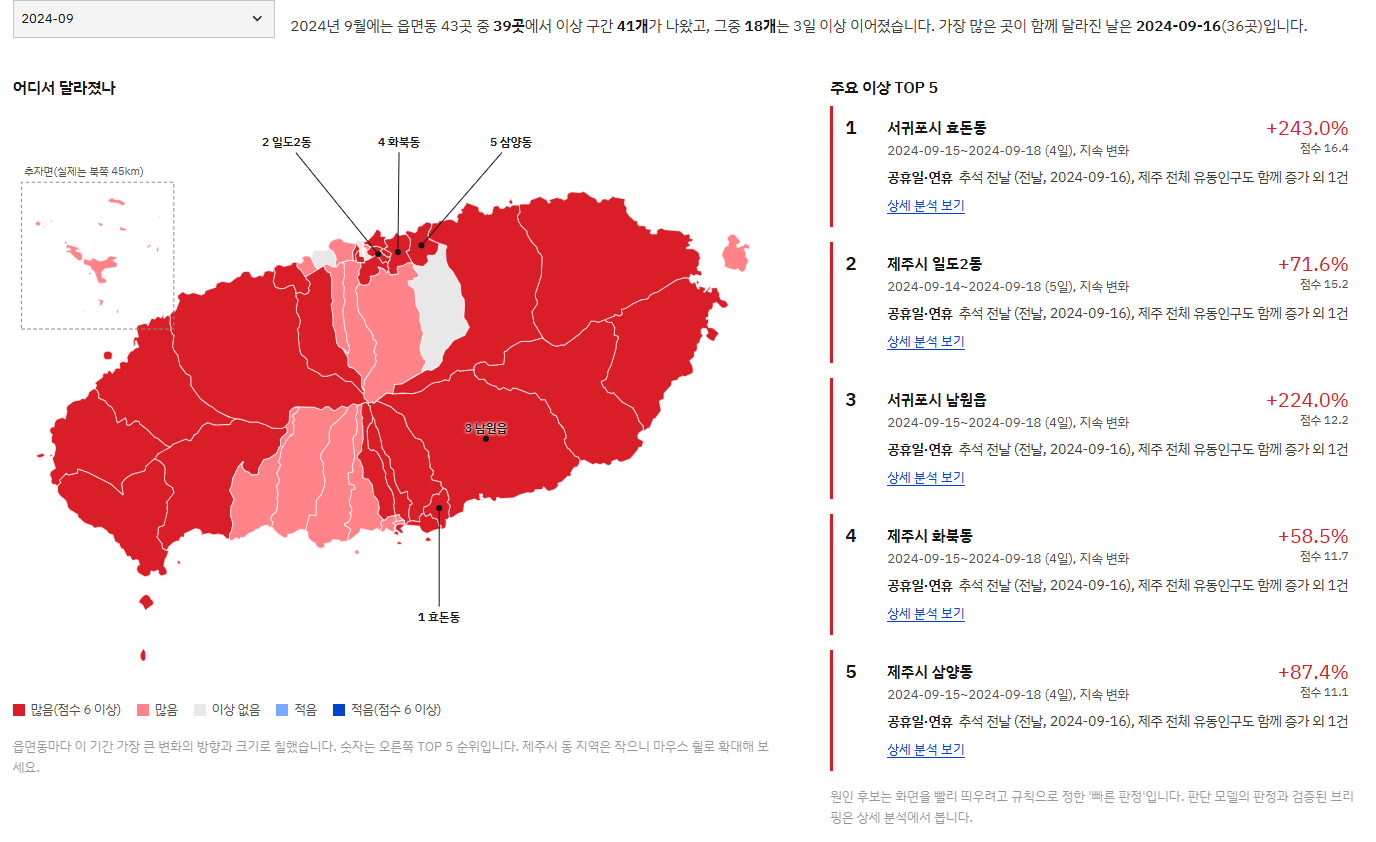 2024-09
2024년 9월에는 읍면동 43곳 중 39곳에서 이상 구간 41개가 나왔고, 그중 18개는 3일 이상 이어졌습니다. 가장 많은 곳이 함께 달라진 날은 2024-09-16(36곳)입니다.
어디서 달라졌나
2 일도2동
4 화북동
5 삼양동
추자면(실제는 북쪽 45km)
3 남원읍
1 효돈동
많음(점수 6 이상)
많음
이상 없음
적음
적음(점수 6 이상)
읍면동마다 이 기간 가장 큰 변화의 방향과 크기로 칠했습니다. 숫자는 오른쪽 TOP 5 순위입니다. 제주시 동 지역은 작으니 마우스 휠로 확대해 보
세요.
주요 이상 TOP 5
1
서귀포시 효돈동
+243.0%
2024-09-15~2024-09-18 (4일), 지속 변화
점수 16.4
공휴일·연휴 추석 전날 (전날, 2024-09-16), 제주 전체 유동인구도 함께 증가 외 1건
상세 분석 보기
2
제주시 일도2동
+71.6%
2024-09-14~2024-09-18 (5일), 지속 변화
점수 15.2
공휴일·연휴 추석 전날 (전날, 2024-09-16), 제주 전체 유동인구도 함께 증가 외 1건
상세 분석 보기
3
서귀포시 남원읍
+224.0%
2024-09-15~2024-09-18 (4일), 지속 변화
점수 12.2
공휴일·연휴 추석 전날 (전날, 2024-09-16), 제주 전체 유동인구도 함께 증가 외 1건
상세 분석 보기
4
제주시 화북동
+58.5%
2024-09-15~2024-09-18 (4일), 지속 변화
점수 11.7
공휴일·연휴 추석 전날 (전날, 2024-09-16), 제주 전체 유동인구도 함께 증가 외 1건
상세 분석 보기
5
제주시 삼양동
+87.4%
2024-09-15~2024-09-18 (4일), 지속 변화
점수 11.1
공휴일·연휴 추석 전날 (전날, 2024-09-16), 제주 전체 유동인구도 함께 증가 외 1건
상세 분석 보기
원인 후보는 화면을 빨리 띄우려고 규칙으로 정한 '빠른 판정'입니다. 판단 모델의 판정과 검증된 브리
핑은 상세 분석에서 봅니다.